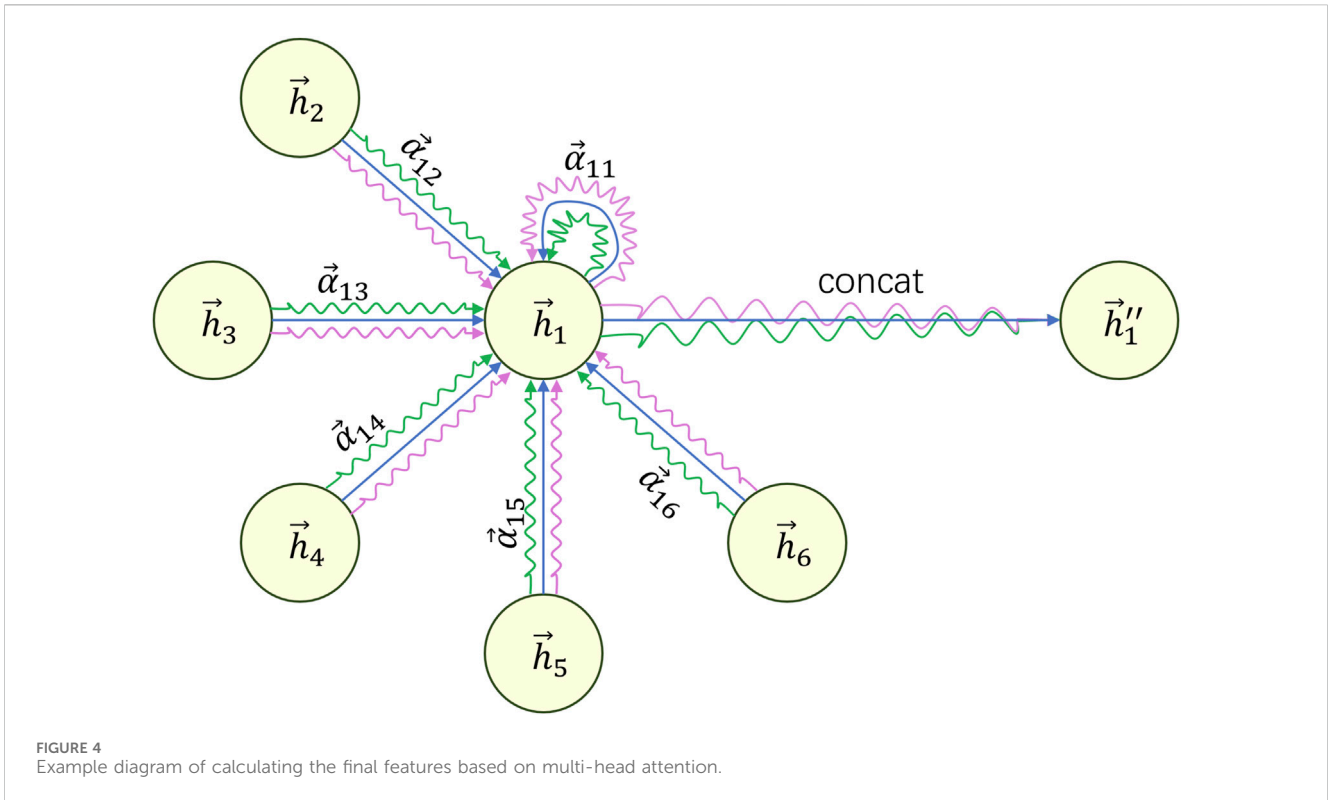 h⃗₂
α⃗₁₂
α⃗₁₁
h⃗₃
α⃗₁₃
h⃗₁
concat
h⃗₁′′
α⃗₁₄
h⃗₄
α⃗₁₅
h⃗₅
α⃗₁₆
h⃗₆
FIGURE 4
Example diagram of calculating the final features based on multi-head attention.